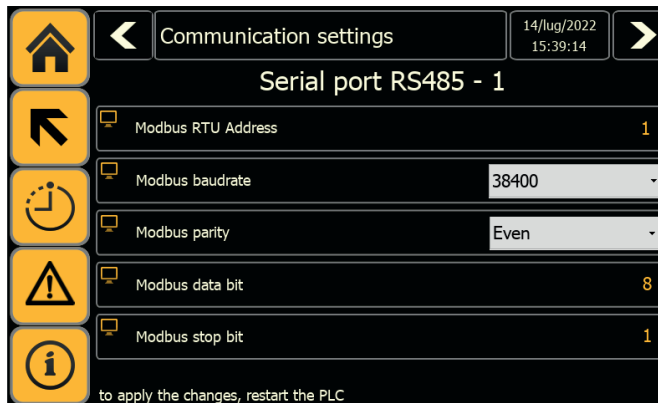 Communication settings
14/lug/2022
15:39:14
Serial port RS485 - 1
Modbus RTU Address 1
Modbus baudrate 38400
Modbus parity Even
Modbus data bit 8
Modbus stop bit 1
to apply the changes, restart the PLC